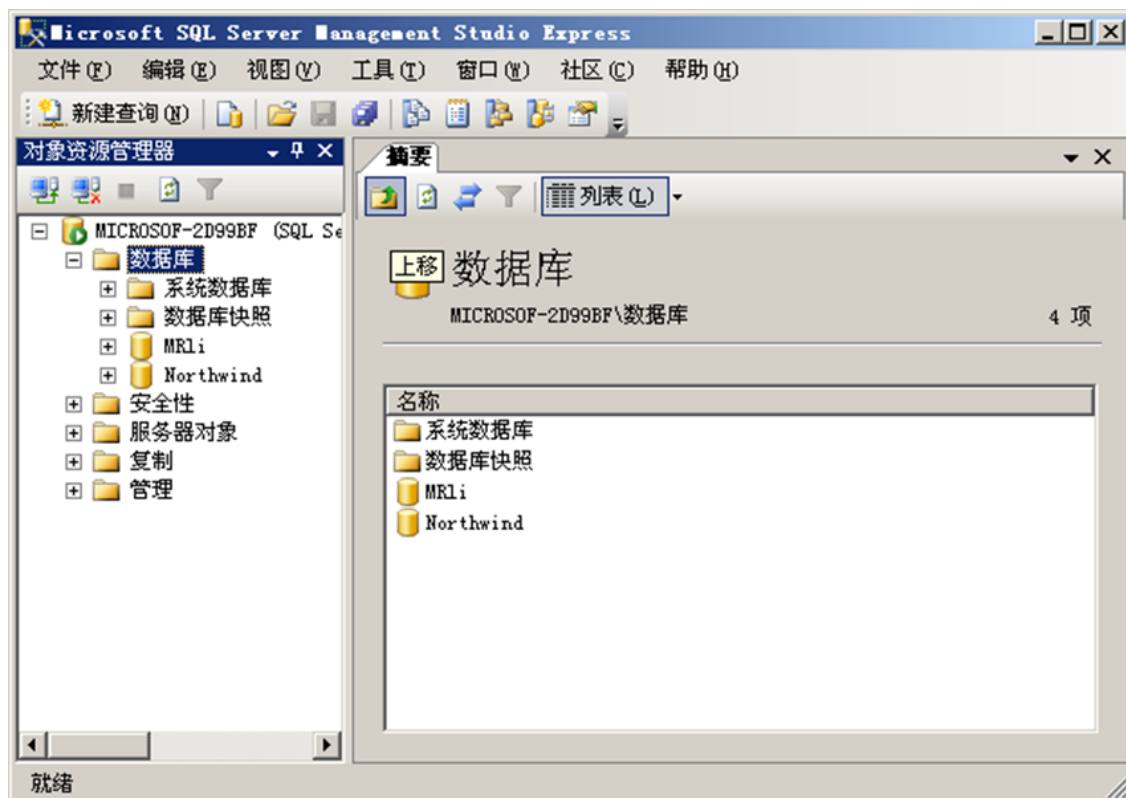 Microsoft SQL Server Management Studio Express
文件(F) 编辑(E) 视图(V) 工具(T) 窗口(W) 社区(C) 帮助(H)
新建查询(N)
对象资源管理器
MICROSOF-2D99BF (SQL Se
数据库
系统数据库
数据库快照
MRli
Northwind
安全性
服务器对象
复制
管理
摘要
列表(L)
上移
数据库
MICROSOF-2D99BF\数据库 4 项
名称
系统数据库
数据库快照
MRli
Northwind
就绪